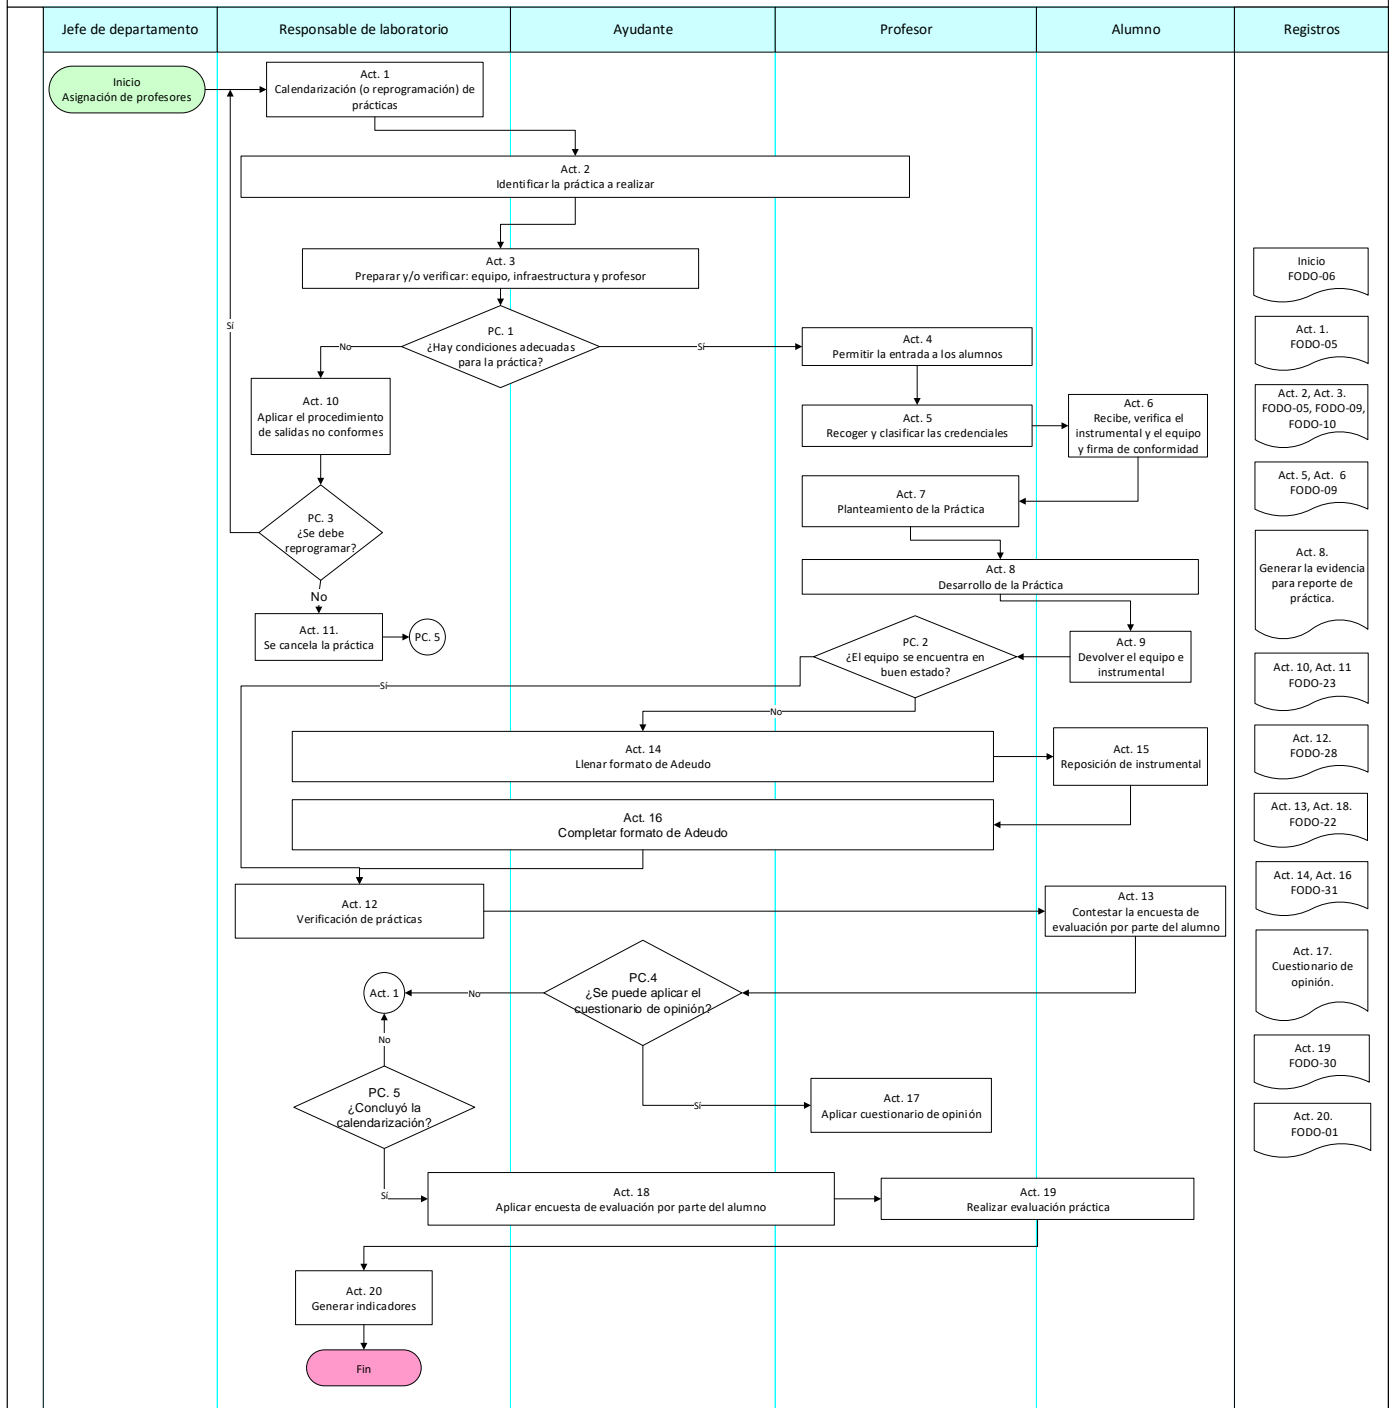 Jefe de departamento
Responsable de laboratorio
Ayudante
Profesor
Alumno
Registros
Inicio
Asignación de profesores
Act. 1
Calendarización (o reprogramación) de
prácticas
Act. 2
Identificar la práctica a realizar
Act. 3
Preparar y/o verificar: equipo, infraestructura y profesor
Inicio
FODO-06
Sí
PC. 1
¿Hay condiciones adecuadas
para la práctica?
No
Sí
Act. 4
Permitir la entrada a los alumnos
Act. 1.
FODO-05
Act. 10
Aplicar el procedimiento
de salidas no conformes
Act. 5
Recoger y clasificar las credenciales
Act. 6
Recibe, verifica el
instrumental y el equipo
y firma de conformidad
Act. 2, Act. 3.
FODO-05, FODO-09,
FODO-10
PC. 3
¿Se debe
reprogramar?
Act. 7
Planteamiento de la Práctica
Act. 5, Act. 6
FODO-09
Act. 8
Desarrollo de la Práctica
Act. 8.
Generar la evidencia
para reporte de
práctica.
No
Act. 11.
Se cancela la práctica
PC. 5
PC. 2
¿El equipo se encuentra en
buen estado?
Act. 9
Devolver el equipo e
instrumental
Sí
No
Act. 10, Act. 11
FODO-23
Act. 14
Llenar formato de Adeudo
Act. 15
Reposición de instrumental
Act. 12.
FODO-28
Act. 16
Completar formato de Adeudo
Act. 13, Act. 18.
FODO-22
Act. 12
Verificación de prácticas
Act. 13
Contestar la encuesta de
evaluación por parte del alumno
Act. 14, Act. 16
FODO-31
Act. 1
No
PC.4
¿Se puede aplicar el
cuestionario de opinión?
Act. 17.
Cuestionario de
opinión.
No
PC. 5
¿Concluyó la
calendarización?
Sí
Act. 17
Aplicar cuestionario de opinión
Act. 19
FODO-30
Act. 20.
FODO-01
Sí
Act. 18
Aplicar encuesta de evaluación por parte del alumno
Act. 19
Realizar evaluación práctica
Act. 20
Generar indicadores
Fin